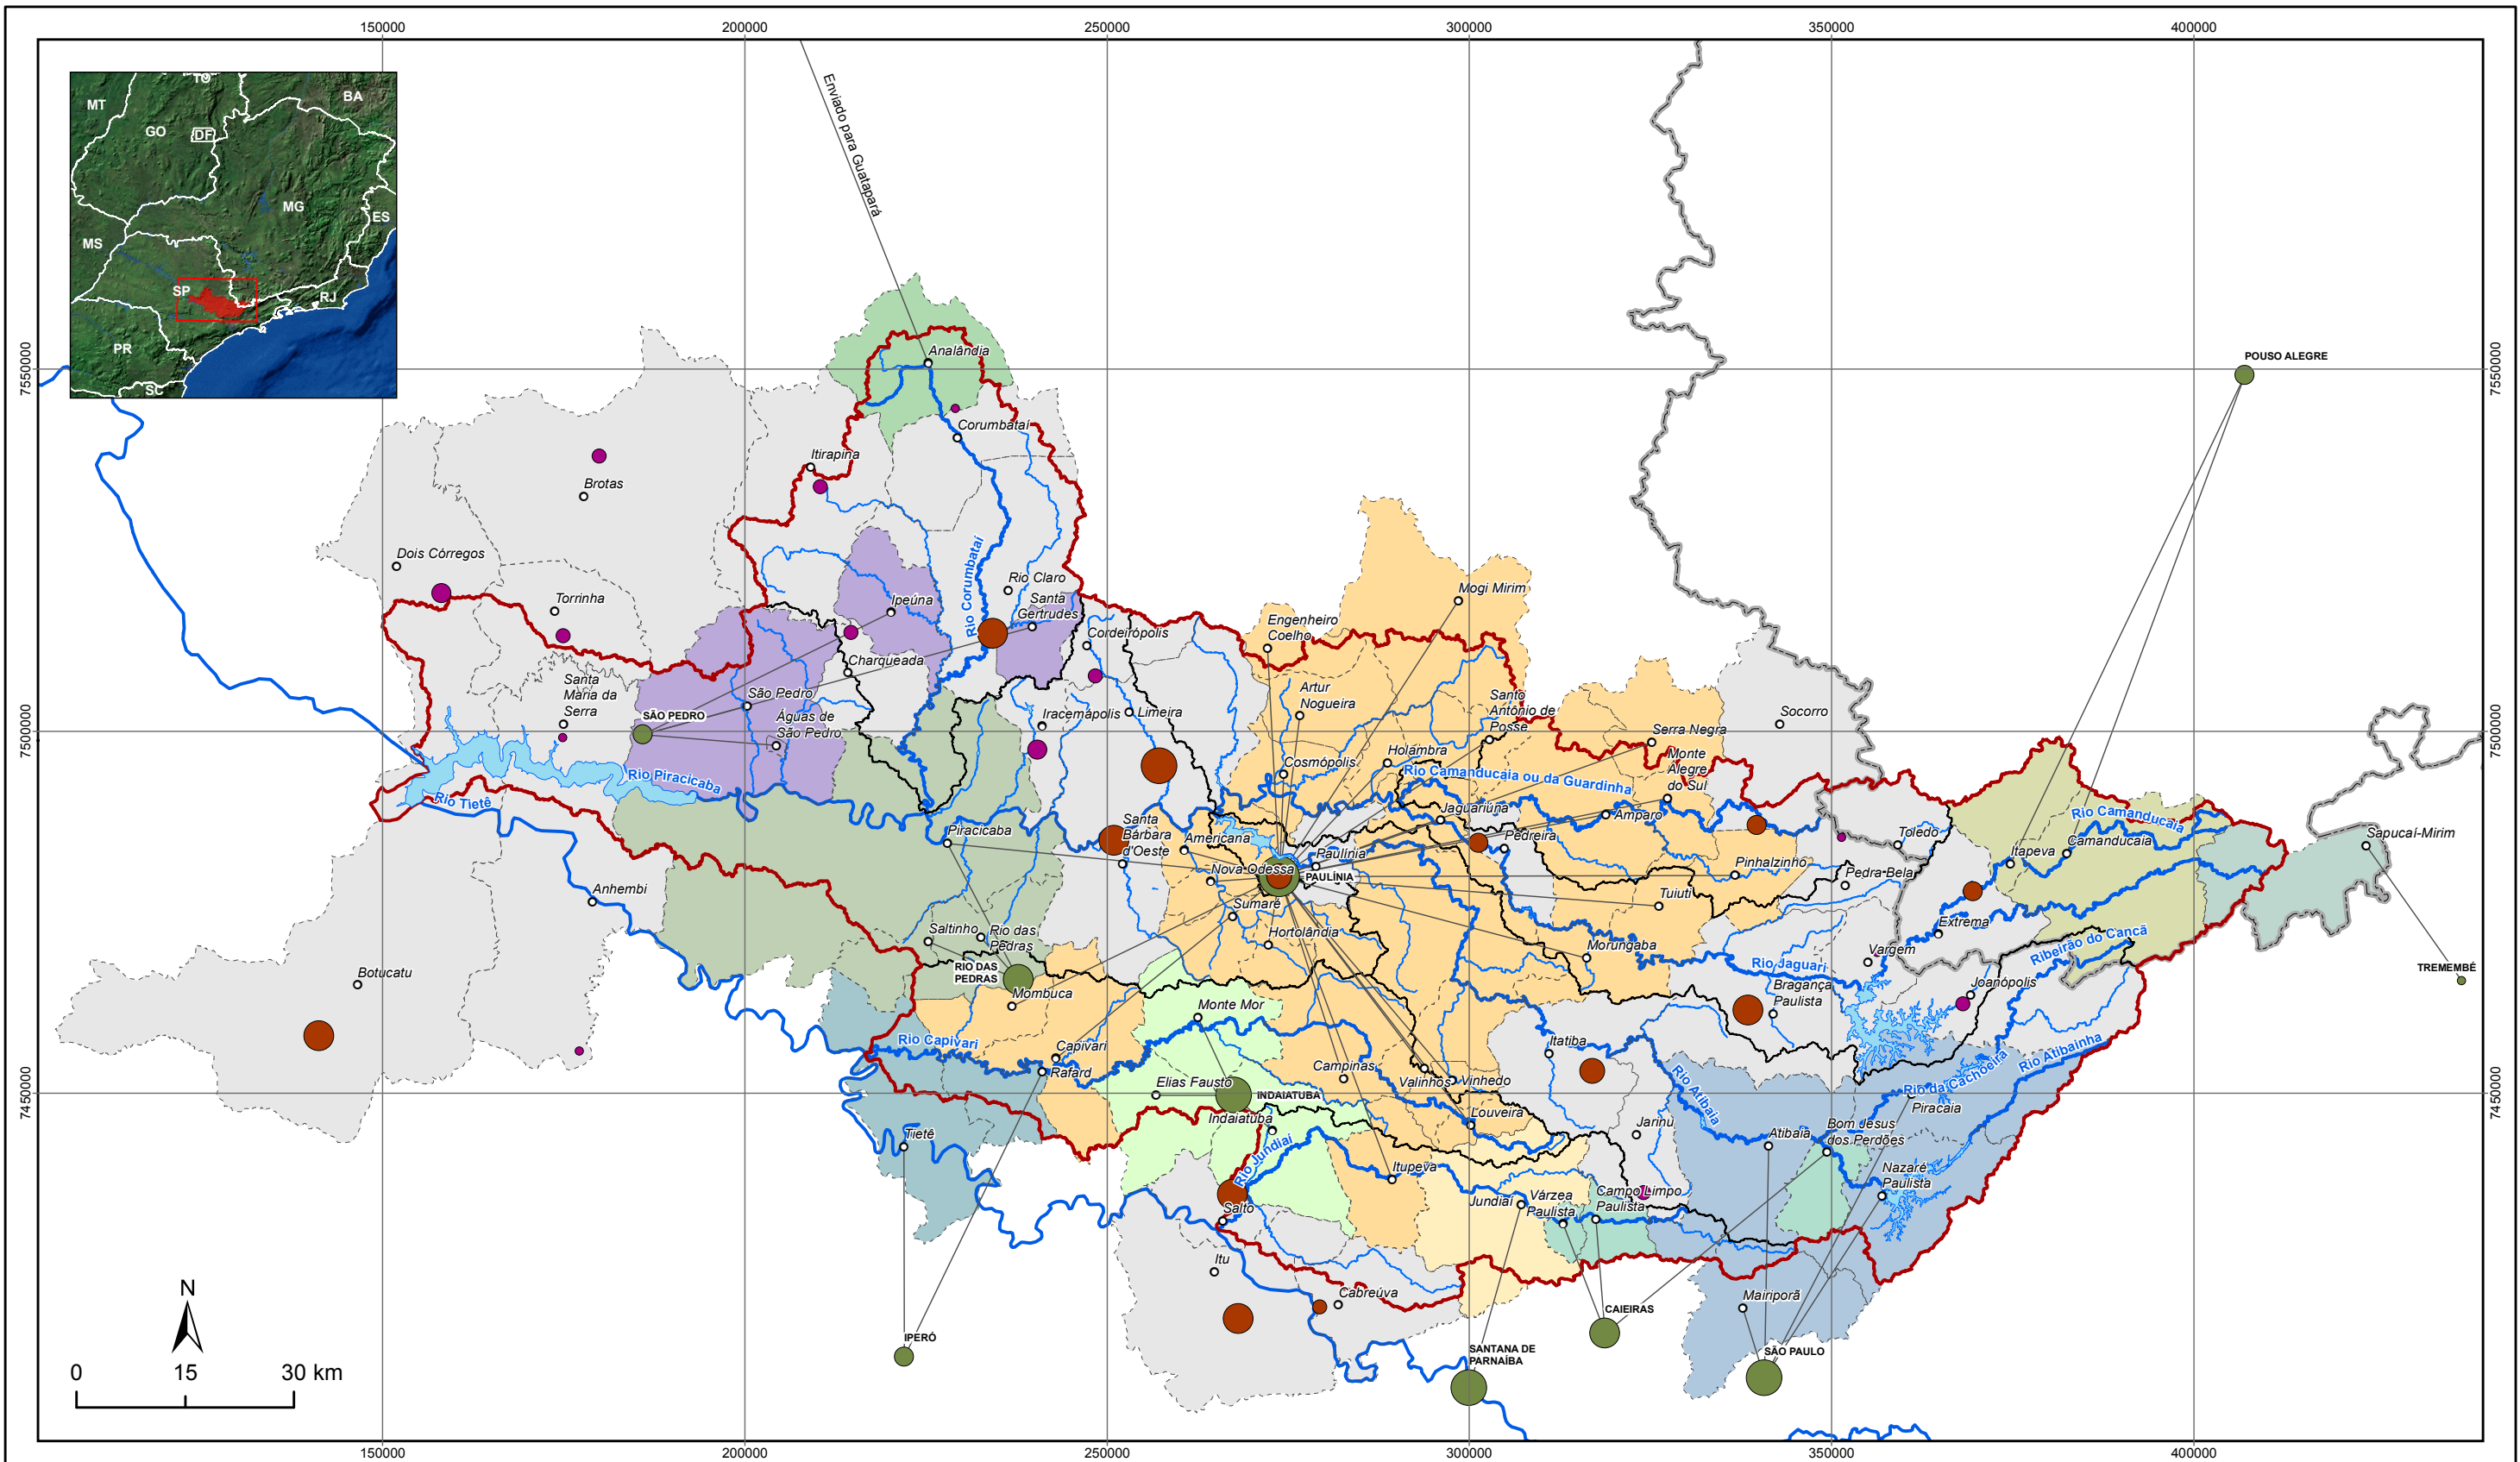 150000
200000
250000
300000
350000
400000
TO
MT
BA
GO
DF
MG
ES
MS
SP
RJ
PR
SC
Enviado para Guatapará
7550000
7550000
POUSO ALEGRE
Analândia
Corumbataí
Itirapina
Brotas
Dois Córregos
Torrinha
Rio Corumbataí
Ipeúna
Rio Claro
Santa
Gertrudes
Cordeirópolis
Charqueada
Mogi Mirim
Engenheiro
Coelho
Santa
Maria da
Serra
SÃO PEDRO
São Pedro
Águas de
São Pedro
Iracemápolis
Limeira
Artur
Nogueira
Santo
Antônio de
Posse
Serra Negra
Socorro
7500000
7500000
Monte
Alegre
do Sul
Holambra
Cosmópolis
Rio Camanducaia ou da Guardinha
Rio Piracicaba
Rio Tietê
Jaguariúna
Amparo
Rio Camanducaia
Piracicaba
Santa
Bárbara
d'Oeste
Americana
Paulínia
Pedreira
Toledo
Itapeva
Camanducaia
Sapucaí-Mirim
Nova Odessa
PAULÍNIA
Pinhalzinho
Pedra Bela
Anhembi
Sumaré
Tuiuti
Extrema
Saltinho
Rio das
Pedras
Hortolândia
Morungaba
Vargem
Ribeirão do Cancã
RIO DAS
PEDRAS
Botucatu
Rio Jaguari
Joanópolis
TREMEMBÉ
Mombuca
Monte Mor
Bragança
Paulista
Rio Capivari
Capivari
Rafard
Itatiba
Rio Atibainha
Campinas
Valinhos
Vinhedo
Rio da Cachoeira
Elias Fausto
INDAIATUBA
Rio Atibaia
Piracaia
7450000
7450000
Indaiatuba
Louveira
Jarinu
Bom Jesus
dos Perdões
Atibaia
Tietê
Rio Jundiaí
Itupeva
Nazaré
Paulista
Jundiaí
Várzea
Paulista
Campo Limpo
Paulista
Salto
Itu
Cabreúva
Mairiporã
N
CAIEIRAS
IPERÓ
SANTANA DE
PARNAÍBA
SÃO PAULO
0
15
30 km
150000
200000
250000
300000
350000
400000